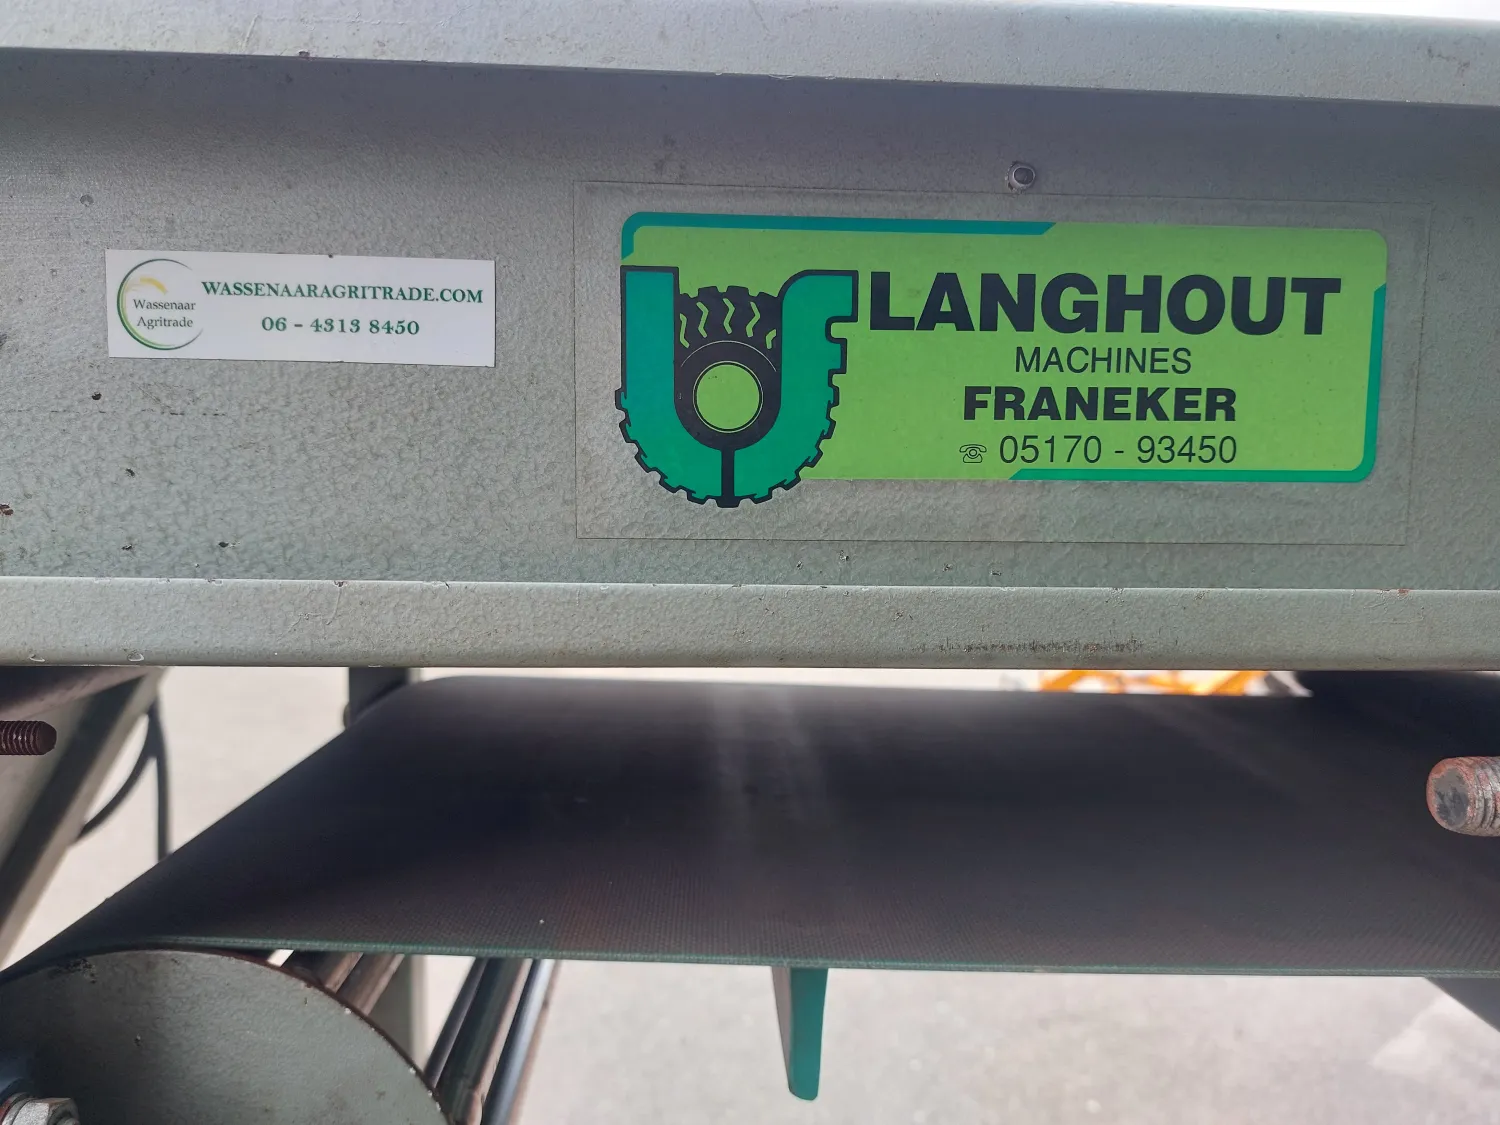 Wassenaar
Agritrade
WASSENAARAGRITRADE.COM
06 - 4313 8450
LANGHOUT
MACHINES
FRANEKER
☏ 05170 - 93450